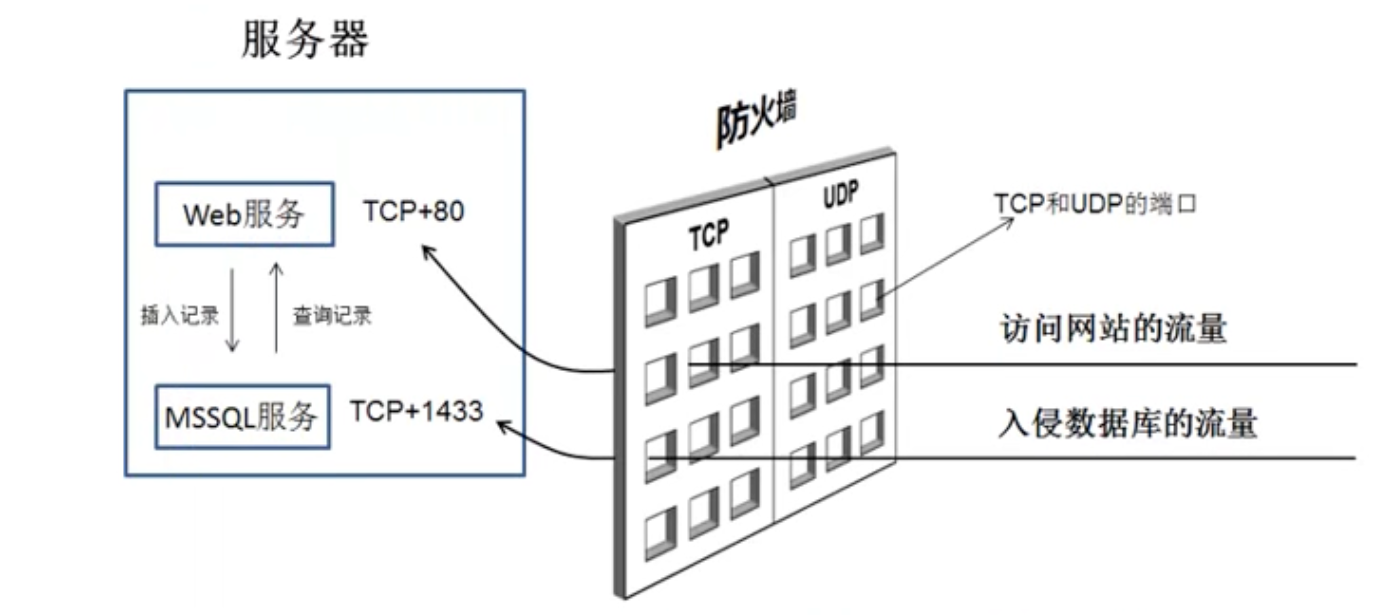 服务器
防火墙
Web服务
TCP+80
UDP
TCP
TCP和UDP的端口
插入记录
查询记录
访问网站的流量
MSSQL服务
TCP+1433
入侵数据库的流量